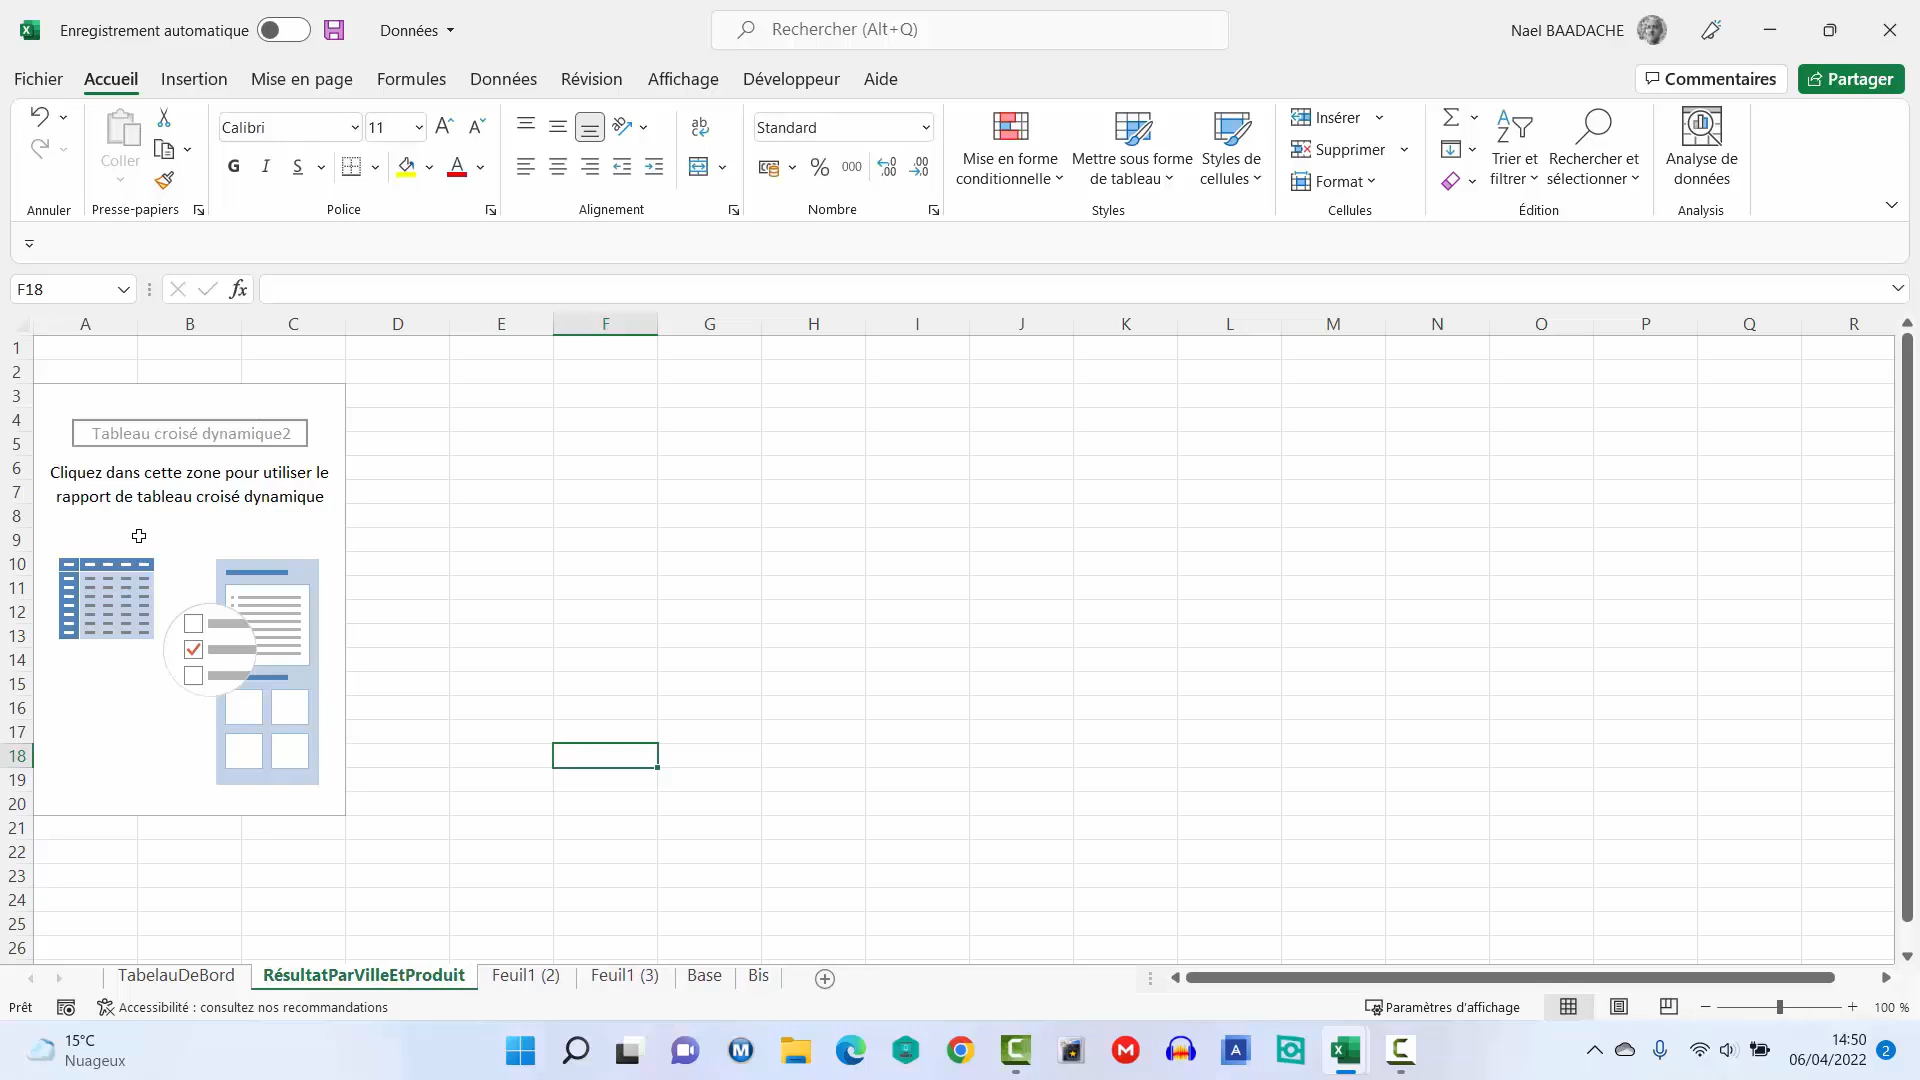 Enregistrement automatique
Données
Rechercher (Alt+Q)
Nael BAADACHE
Fichier Accueil Insertion Mise en page Formules Données Révision Affichage Développeur Aide
Commentaires Partager
Calibri 11
Standard
Coller
G I S
% 000
Mise en forme conditionnelle
Mettre sous forme de tableau
Styles de cellules
Insérer
Supprimer
Format
Trier et filtrer
Rechercher et sélectionner
Analyse de données
Annuler Presse-papiers Police Alignement Nombre Styles Cellules Édition Analysis
F18 fx
A B C D E F G H I J K L M N O P Q R
1
2
3
4
5
6
7
8
9
10
11
12
13
14
15
16
17
18
19
20
21
22
23
24
25
26
Tableau croisé dynamique2
Cliquez dans cette zone pour utiliser le
rapport de tableau croisé dynamique
TabelauDeBord RésultatParVilleEtProduit Feuil1 (2) Feuil1 (3) Base Bis
Prêt Accessibilité : consultez nos recommandations Paramètres d'affichage 100 %
15°C
Nuageux
14:50
06/04/2022
2